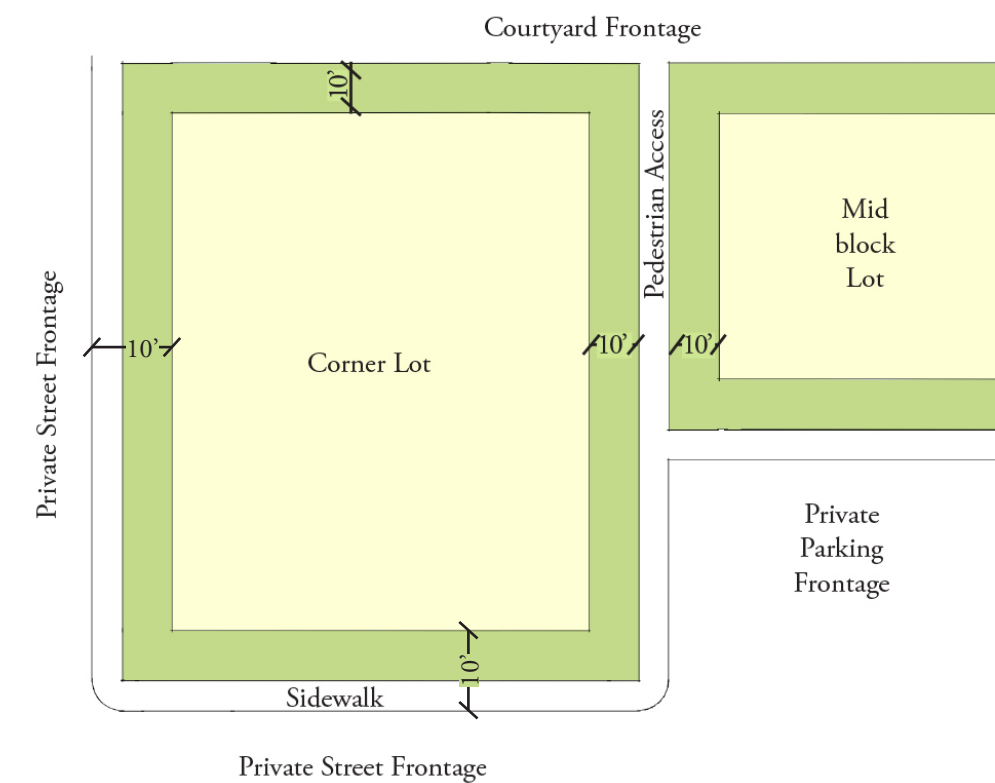 Courtyard Frontage
10’
Pedestrian Access
Mid
block
Lot
Private Street Frontage
10’
Corner Lot
10’
10’
Private
Parking
Frontage
10’
Sidewalk
Private Street Frontage